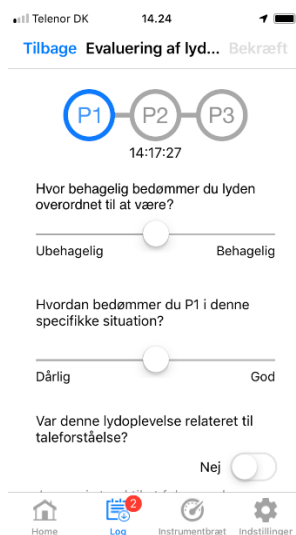 Telenor DK 14.24
Tilbage Evaluering af lyd... Bekræft
P1 P2 P3
14:17:27
Hvor behagelig bedømmer du lyden
overordnet til at være?
Ubehagelig Behagelig
Hvordan bedømmer du P1 i denne
specifikke situation?
Dårlig God
Var denne lydoplevelse relateret til
taleforståelse?
Nej
2
Home Log Instrumentbræt Indstillinger